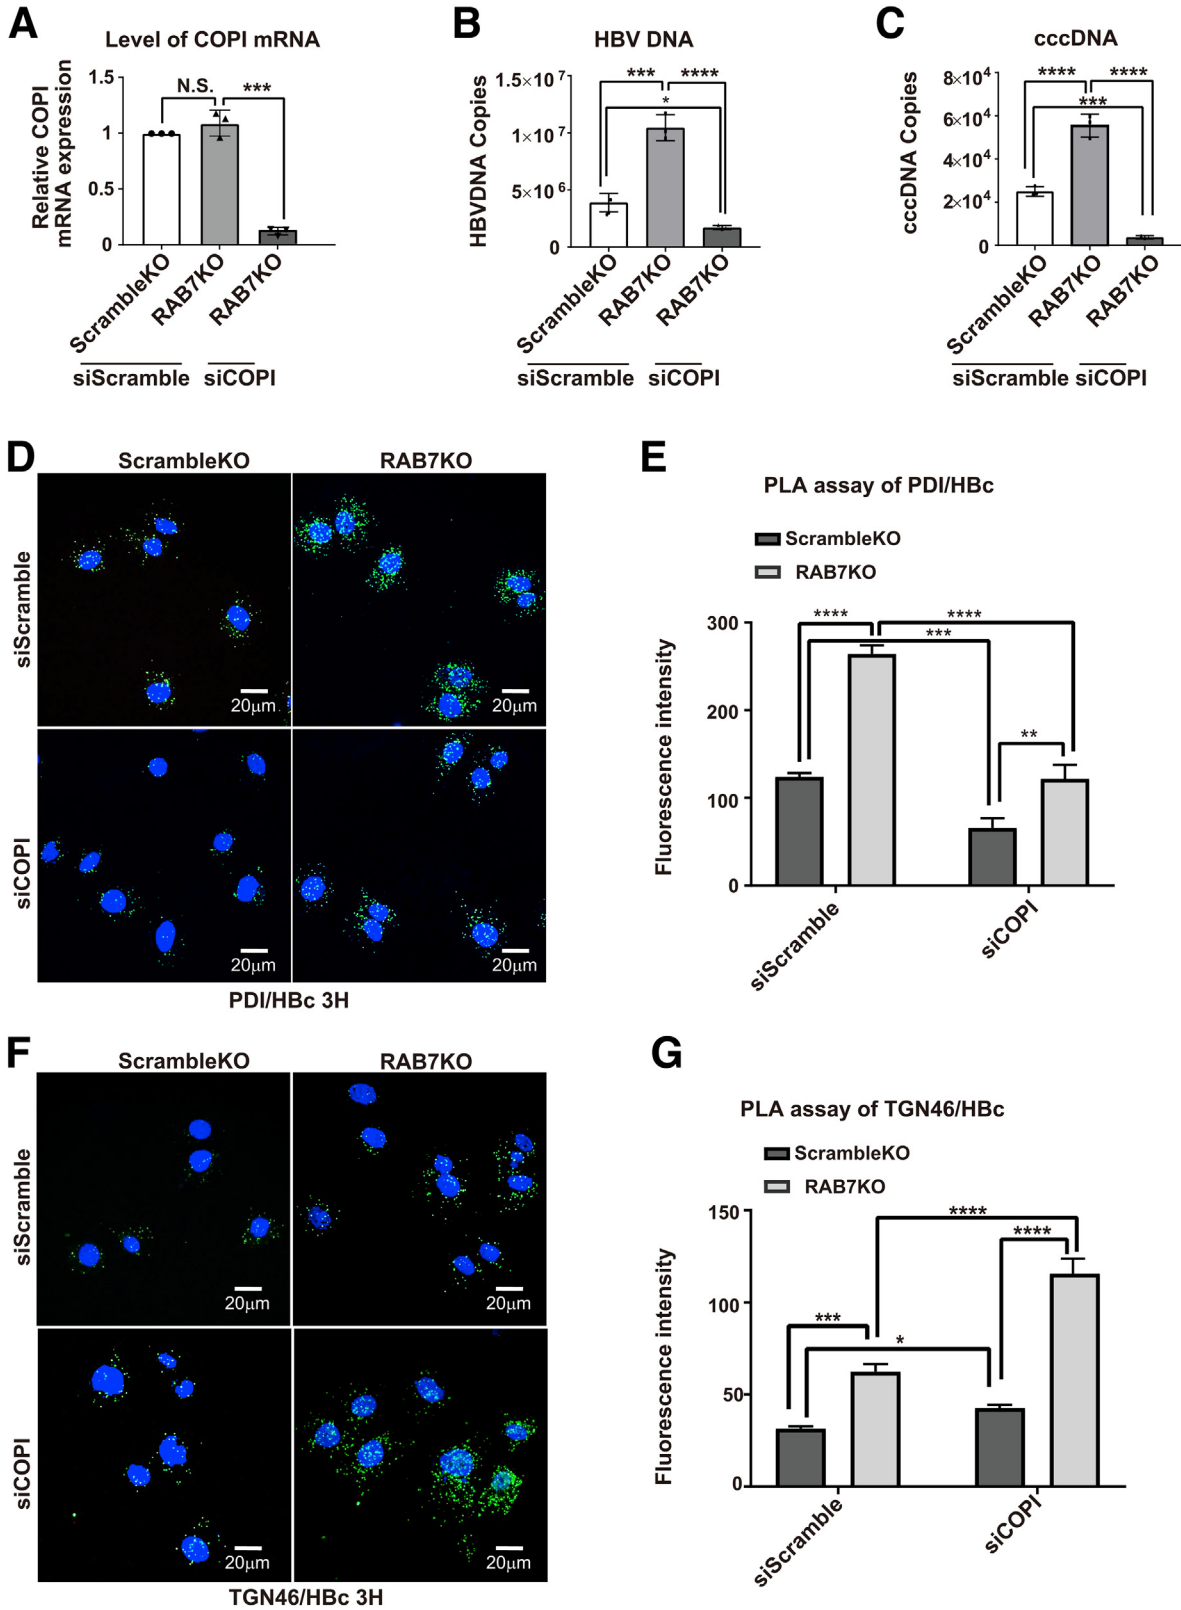 A
Level of COPI mRNA
Relative COPI
mRNA expression
1.5
1
0.5
0
N.S.
***
ScrambleKO
RAB7KO
RAB7KO
siScramble
siCOPI
B
HBV DNA
HBVDNA Copies
1.5×10⁷
1×10⁷
5×10⁶
0
***
****
*
ScrambleKO
RAB7KO
RAB7KO
siScramble
siCOPI
C
cccDNA
cccDNA Copies
8×10⁴
6×10⁴
4×10⁴
2×10⁴
0
****
****
***
ScrambleKO
RAB7KO
RAB7KO
siScramble
siCOPI
D
ScrambleKO
RAB7KO
siScramble
20μm
20μm
siCOPI
20μm
20μm
PDI/HBc 3H
E
PLA assay of PDI/HBc
ScrambleKO
RAB7KO
Fluorescence intensity
300
200
100
0
****
****
***
**
siScramble
siCOPI
F
ScrambleKO
RAB7KO
siScramble
20μm
20μm
siCOPI
20μm
20μm
TGN46/HBc 3H
G
PLA assay of TGN46/HBc
ScrambleKO
RAB7KO
Fluorescence intensity
150
100
50
0
****
****
***
*
siScramble
siCOPI